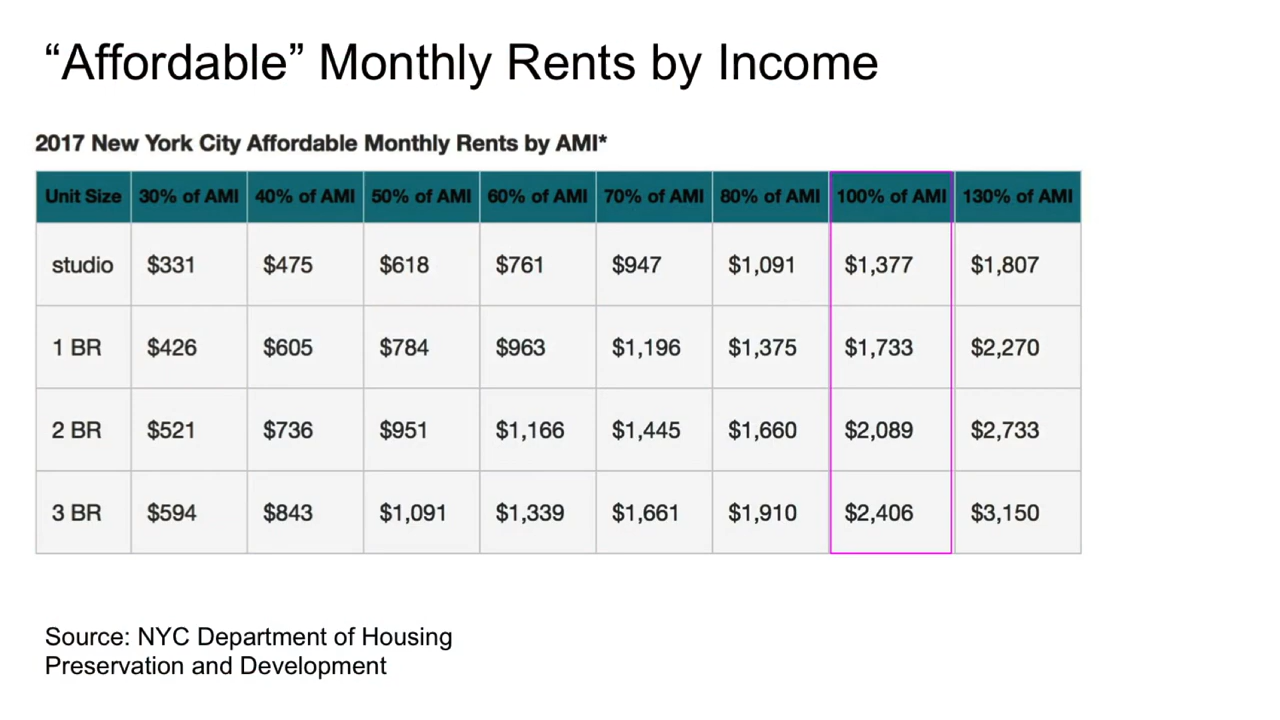 “Affordable” Monthly Rents by Income
2017 New York City Affordable Monthly Rents by AMI*
Unit Size 30% of AMI 40% of AMI 50% of AMI 60% of AMI 70% of AMI 80% of AMI 100% of AMI 130% of AMI
studio $331 $475 $618 $761 $947 $1,091 $1,377 $1,807
1 BR $426 $605 $784 $963 $1,196 $1,375 $1,733 $2,270
2 BR $521 $736 $951 $1,166 $1,445 $1,660 $2,089 $2,733
3 BR $594 $843 $1,091 $1,339 $1,661 $1,910 $2,406 $3,150
Source: NYC Department of Housing
Preservation and Development